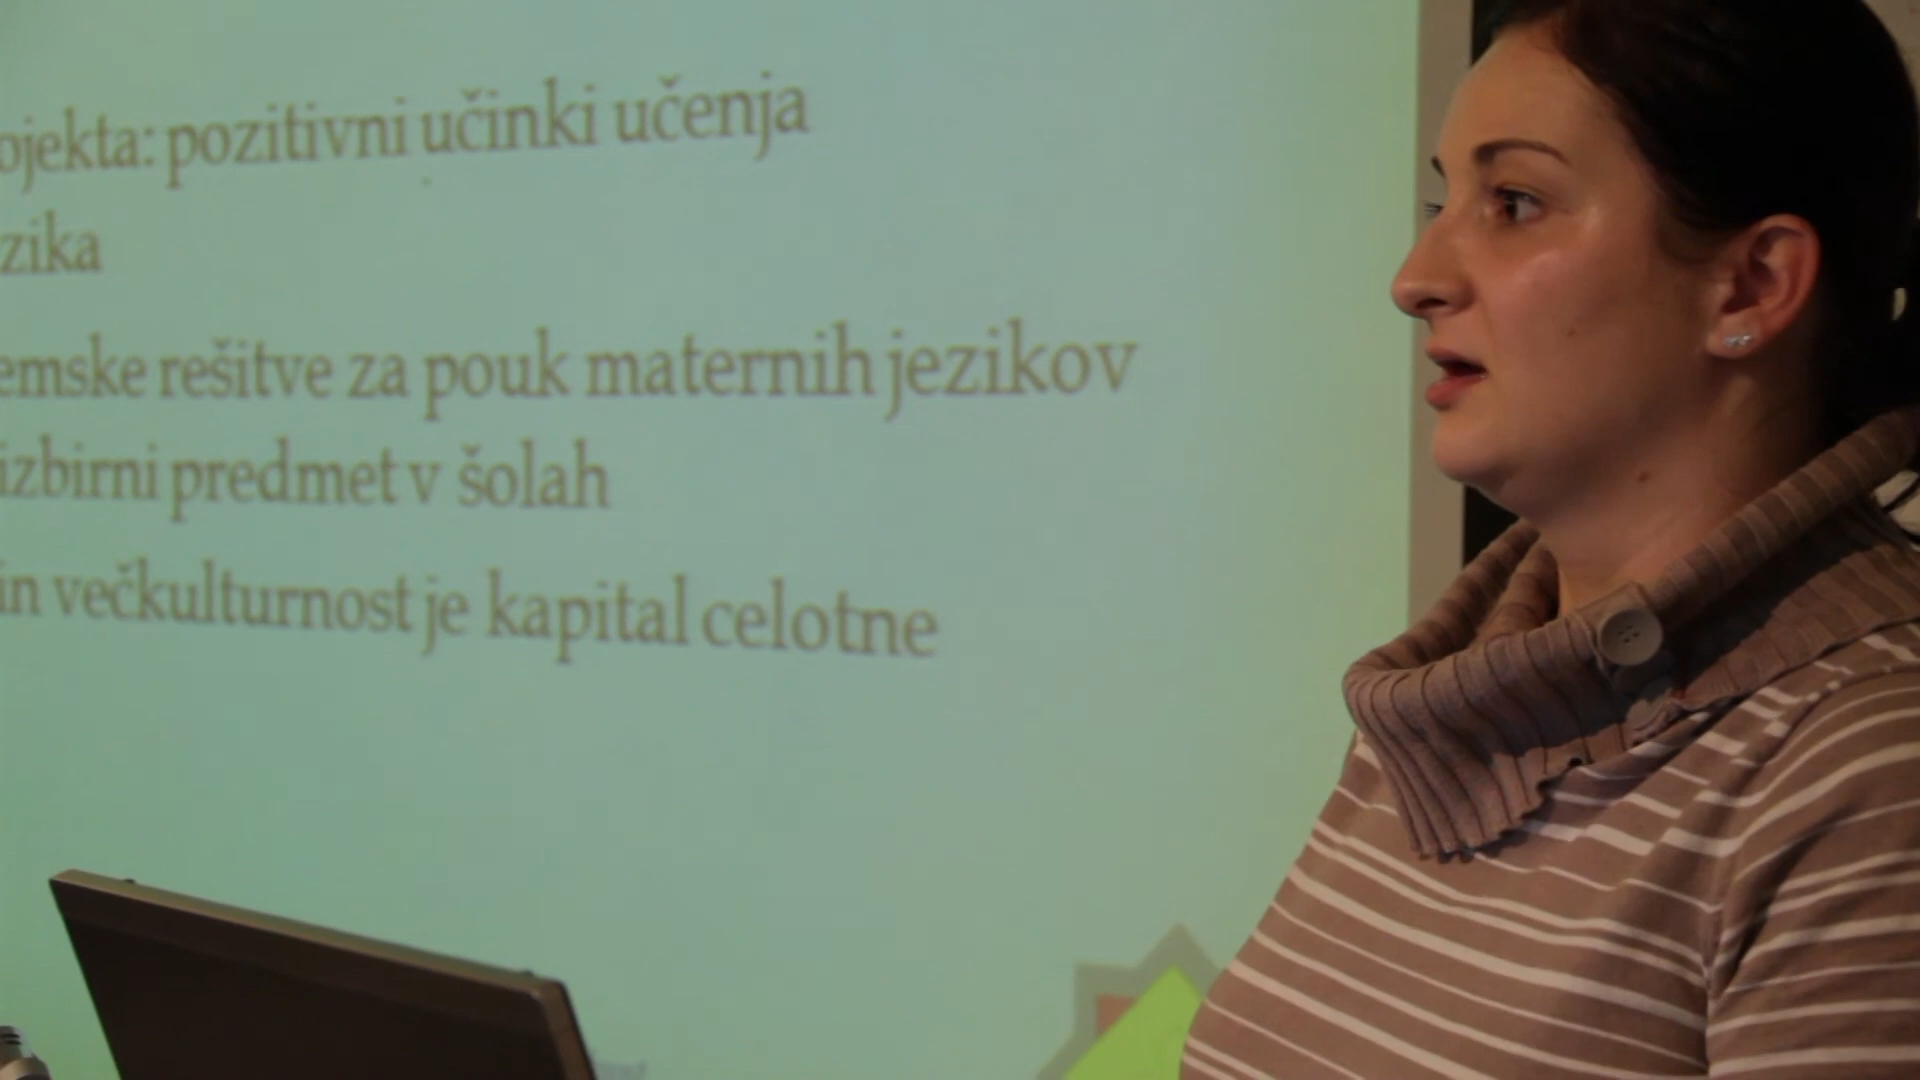 ojekta: pozitivni učinki učenja
zika
emske rešitve za pouk maternih jezikov
izbirni predmet v šolah
in večkulturnost je kapital celotne